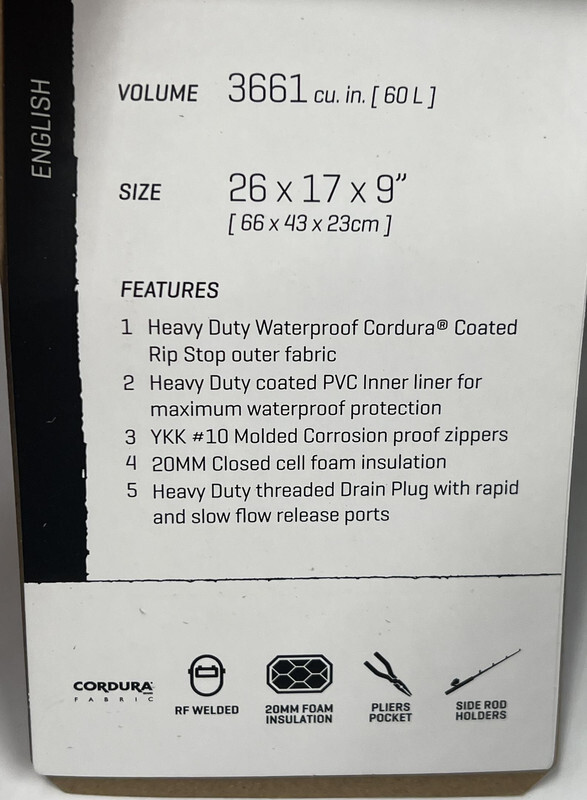 ENGLISH
VOLUME 3661 cu. in. [ 60 L ]
SIZE 26 x 17 x 9”
[ 66 x 43 x 23cm ]
FEATURES
1 Heavy Duty Waterproof Cordura® Coated
Rip Stop outer fabric
2 Heavy Duty coated PVC Inner liner for
maximum waterproof protection
3 YKK #10 Molded Corrosion proof zippers
4 20MM Closed cell foam insulation
5 Heavy Duty threaded Drain Plug with rapid
and slow flow release ports
CORDURA
FABRIC
RF WELDED
20MM FOAM
INSULATION
PLIERS
POCKET
SIDE ROD
HOLDERS